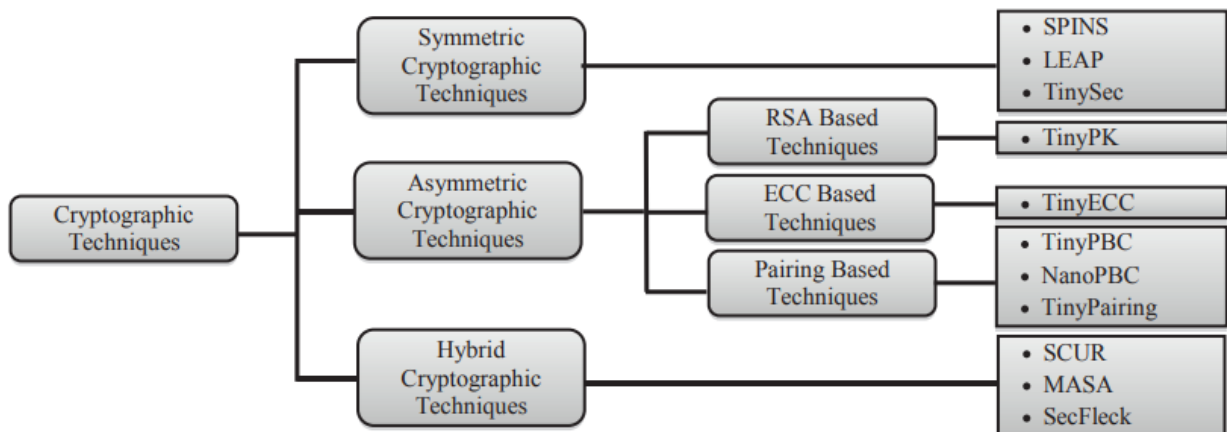 Cryptographic
Techniques
Symmetric
Cryptographic
Techniques
• SPINS
• LEAP
• TinySec
Asymmetric
Cryptographic
Techniques
RSA Based
Techniques
• TinyPK
ECC Based
Techniques
• TinyECC
Pairing Based
Techniques
• TinyPBC
• NanoPBC
• TinyPairing
Hybrid
Cryptographic
Techniques
• SCUR
• MASA
• SecFleck